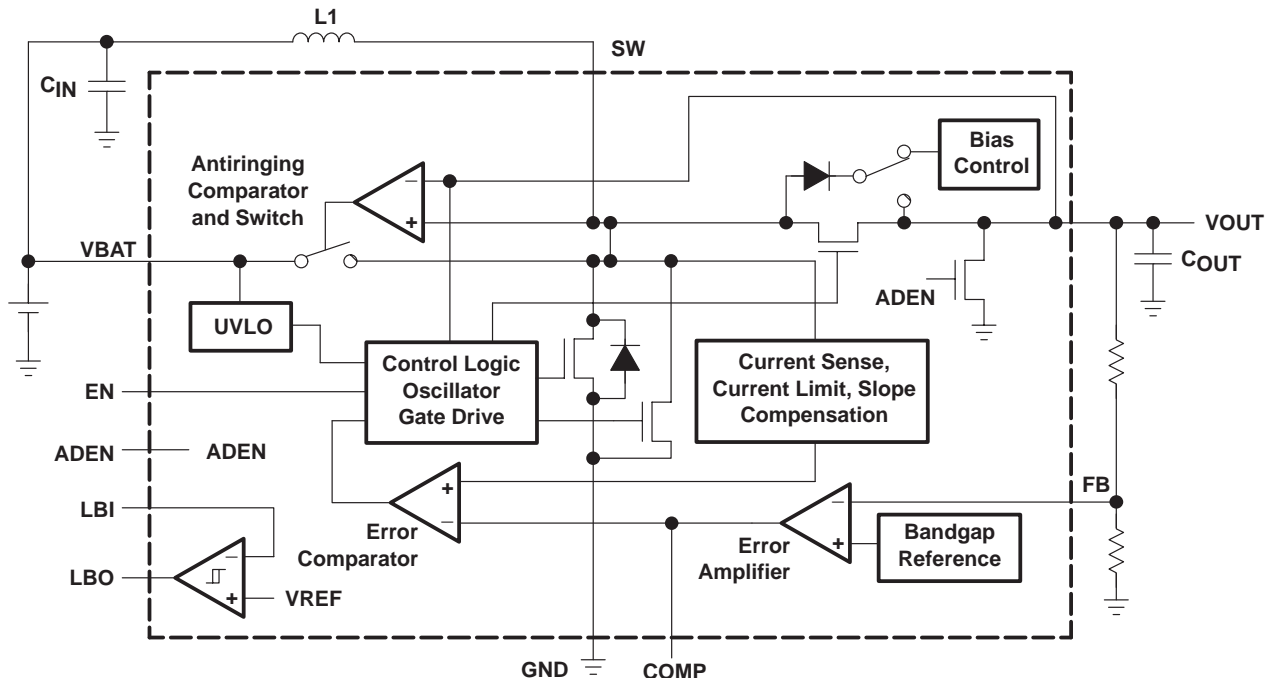 L1
SW
CIN
Antiringing
Comparator
and Switch
−
+
Bias
Control
VBAT
VOUT
COUT
ADEN
UVLO
Control Logic
Oscillator
Gate Drive
Current Sense,
Current Limit, Slope
Compensation
EN
ADEN
ADEN
LBI
LBO
−
+
VREF
+
−
Error
Comparator
−
+
Error
Amplifier
Bandgap
Reference
FB
GND
COMP